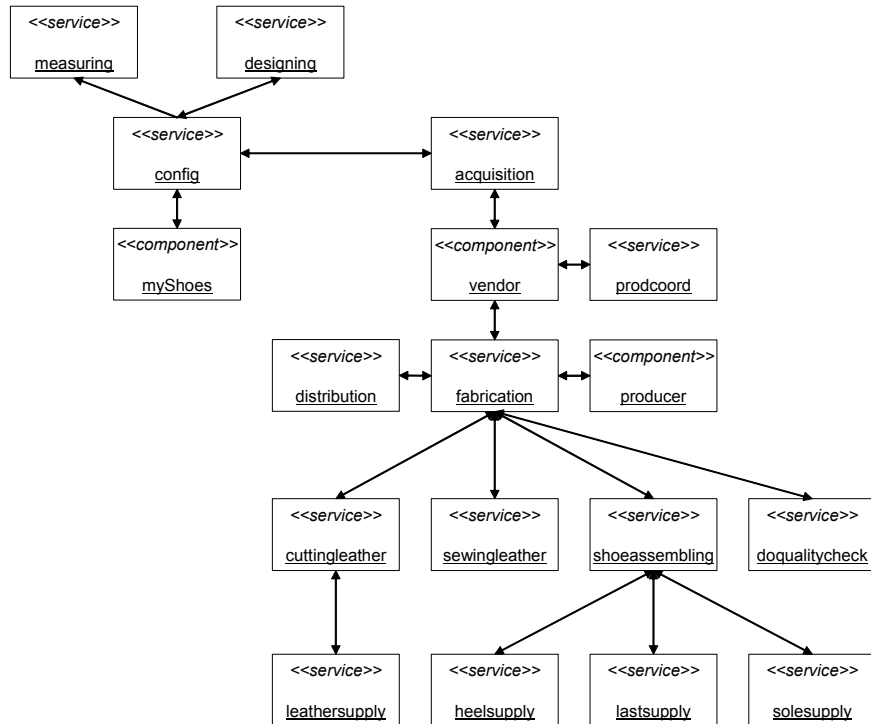 <<service>>
measuring
<<service>>
designing
<<service>>
config
<<service>>
acquisition
<<component>>
myShoes
<<component>>
vendor
<<service>>
prodcoord
<<service>>
distribution
<<service>>
fabrication
<<component>>
producer
<<service>>
cuttingleather
<<service>>
sewingleather
<<service>>
shoeassembling
<<service>>
doqualitycheck
<<service>>
leathersupply
<<service>>
heelsupply
<<service>>
lastsupply
<<service>>
solesupply